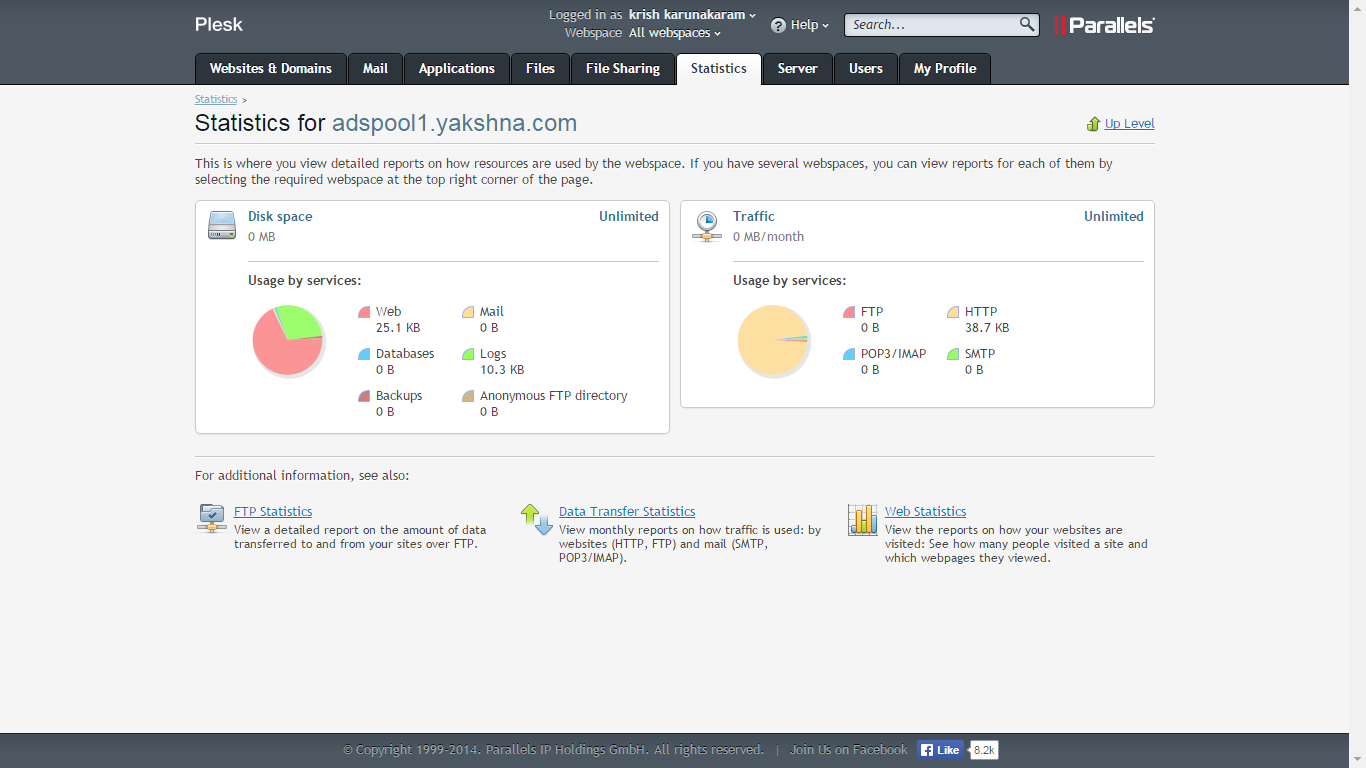 Plesk
Logged in as krish karunakaram
Webspace All webspaces
Help
Search...
Parallels
Websites & Domains
Mail
Applications
Files
File Sharing
Statistics
Server
Users
My Profile
Statistics >
Statistics for adspool1.yakshna.com
Up Level
This is where you view detailed reports on how resources are used by the webspace. If you have several webspaces, you can view reports for each of them by
selecting the required webspace at the top right corner of the page.
Disk space
Unlimited
0 MB
Usage by services:
Web
25.1 KB
Mail
0 B
Databases
0 B
Logs
10.3 KB
Backups
0 B
Anonymous FTP directory
0 B
Traffic
Unlimited
0 MB/month
Usage by services:
FTP
0 B
HTTP
38.7 KB
POP3/IMAP
0 B
SMTP
0 B
For additional information, see also:
FTP Statistics
View a detailed report on the amount of data
transferred to and from your sites over FTP.
Data Transfer Statistics
View monthly reports on how traffic is used: by
websites (HTTP, FTP) and mail (SMTP,
POP3/IMAP).
Web Statistics
View the reports on how your websites are
visited: See how many people visited a site and
which webpages they viewed.
© Copyright 1999-2014. Parallels IP Holdings GmbH. All rights reserved. | Join Us on Facebook
Like
8.2k